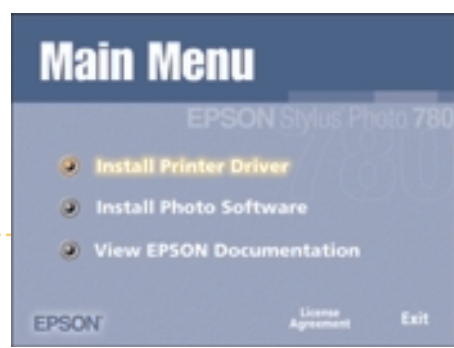 Main Menu
EPSON Stylus Photo 780
780
Install Printer Driver
Install Photo Software
View EPSON Documentation
EPSON
License
Agreement
Exit